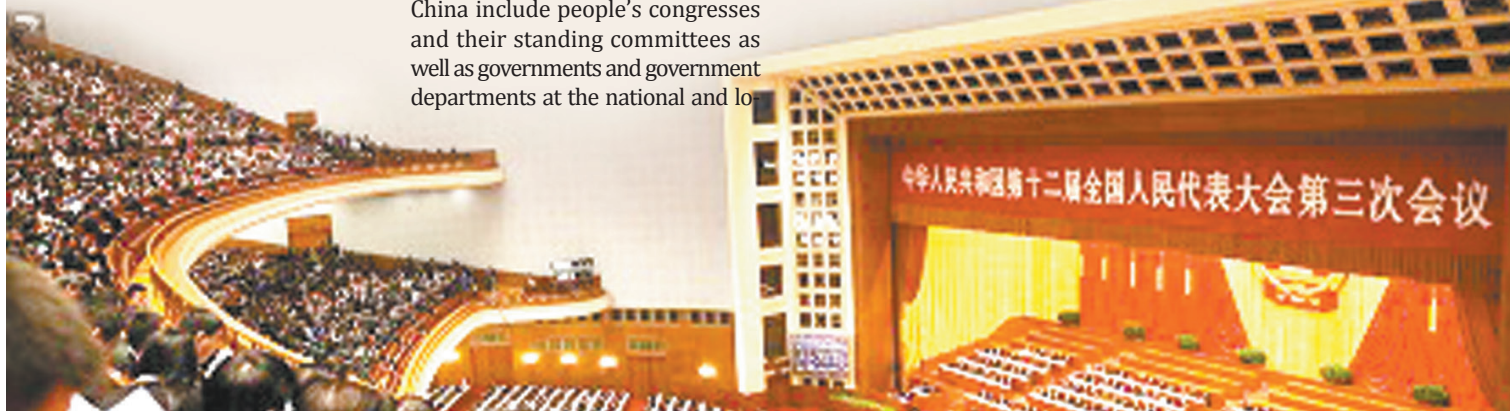 China include people’s congresses
and their standing committees as
well as governments and government
departments at the national and lo-
中华人民共和国第十二届全国人民代表大会第三次会议